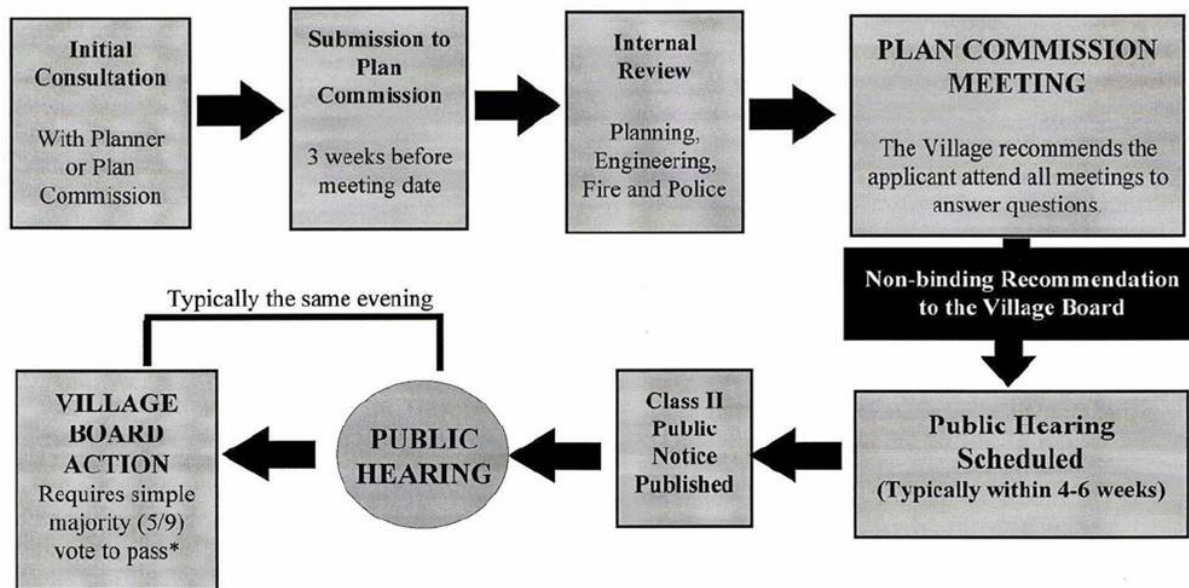 Initial
Consultation
With Planner
or Plan
Commission
Submission to
Plan
Commission
3 weeks before
meeting date
Internal
Review
Planning,
Engineering,
Fire and Police
PLAN COMMISSION
MEETING
The Village recommends the
applicant attend all meetings to
answer questions.
Non-binding Recommendation
to the Village Board
Public Hearing
Scheduled
(Typically within 4-6 weeks)
Class II
Public
Notice
Published
PUBLIC
HEARING
Typically the same evening
VILLAGE
BOARD
ACTION
Requires simple
majority (5/9)
vote to pass*